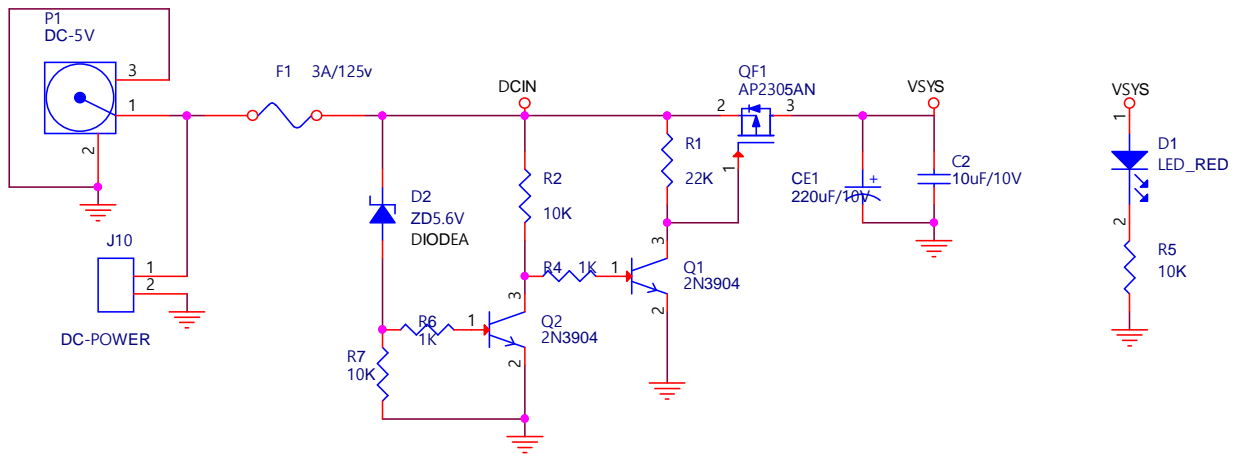 P1
DC-5V
3
1
2
F1 3A/125v
DCIN
QF1
AP2305AN
2
3
1
VSYS
R1
22K
R2
10K
D2
ZD5.6V
DIODEA
CE1
220uF/10V
+
C2
10uF/10V
VSYS
1
D1
LED_RED
2
R5
10K
J10
1
2
DC-POWER
R4 1K
1
3
Q1
2N3904
2
R6
1K
1
3
Q2
2N3904
2
R7
10K